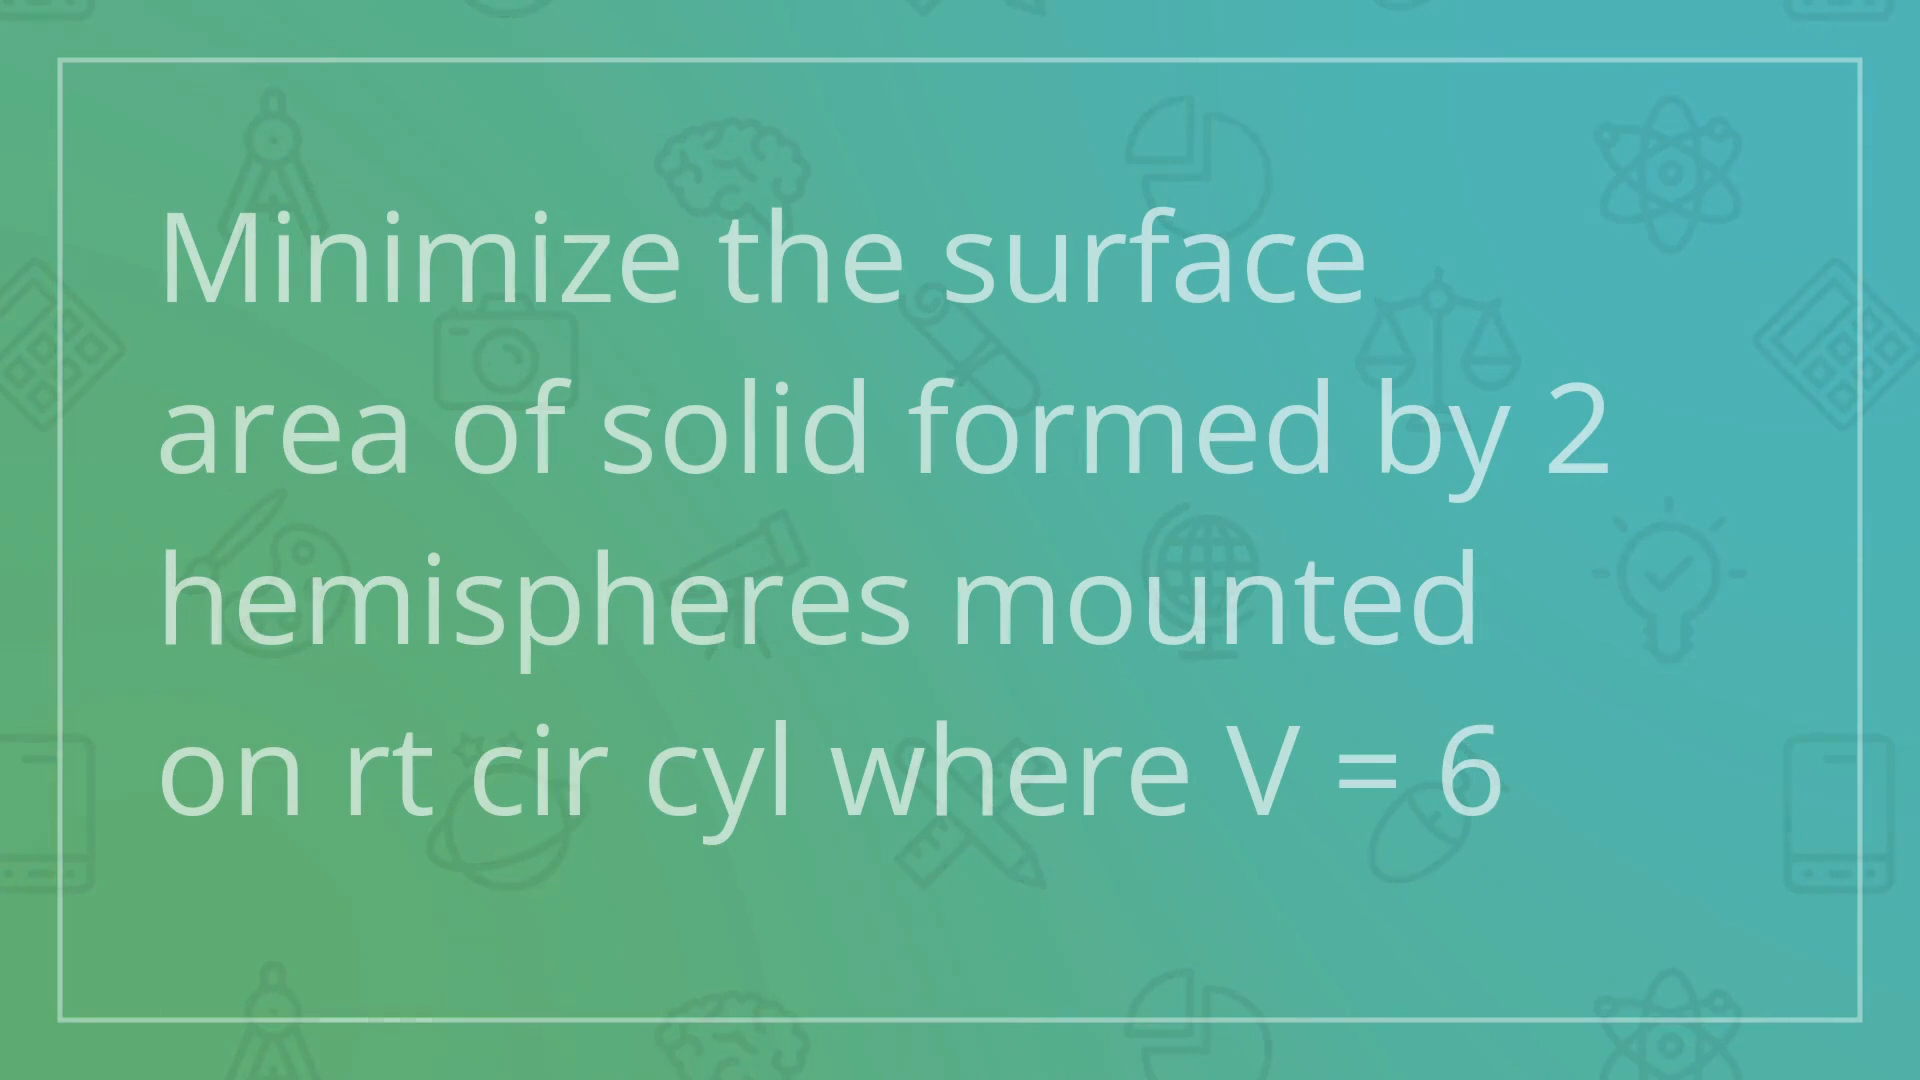 Minimize the surface
area of solid formed by 2
hemispheres mounted
on rt cir cyl where V = 6